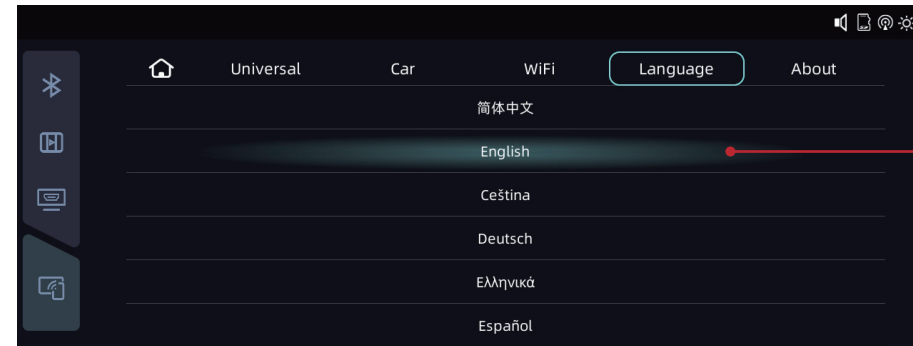 Universal Car WiFi Language About
简体中文
English
Ceština
Deutsch
Ελληνικά
Español